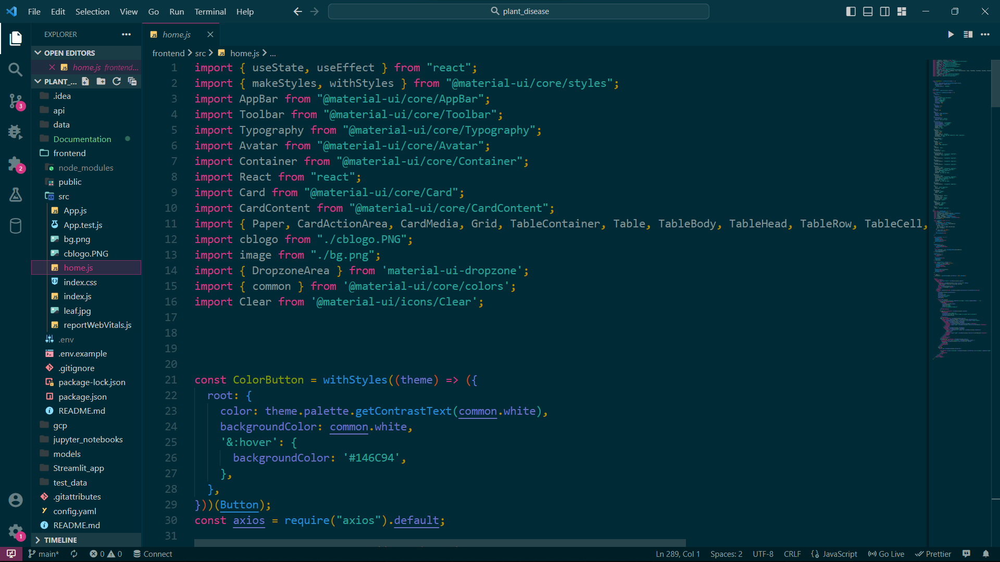 File Edit Selection View Go Run Terminal Help
plant_disease
EXPLORER
OPEN EDITORS
home.js frontend...
PLANT_...
.idea
api
data
Documentation
frontend
node_modules
public
src
App.js
App.test.js
bg.png
cblogo.PNG
home.js
index.css
index.js
leaf.jpg
reportWebVitals.js
.env
.env.example
.gitignore
package-lock.json
package.json
README.md
gcp
jupyter_notebooks
models
Streamlit_app
test_data
.gitattributes
config.yaml
README.md
TIMELINE
3
2
1
home.js
frontend > src > home.js > ...
1 import { useState, useEffect } from "react";
2 import { makeStyles, withStyles } from "@material-ui/core/styles";
3 import AppBar from "@material-ui/core/AppBar";
4 import Toolbar from "@material-ui/core/Toolbar";
5 import Typography from "@material-ui/core/Typography";
6 import Avatar from "@material-ui/core/Avatar";
7 import Container from "@material-ui/core/Container";
8 import React from "react";
9 import Card from "@material-ui/core/Card";
10 import CardContent from "@material-ui/core/CardContent";
11 import { Paper, CardActionArea, CardMedia, Grid, TableContainer, Table, TableBody, TableHead, TableRow, TableCell,
12 import cblogo from "./cblogo.PNG";
13 import image from "./bg.png";
14 import { DropzoneArea } from 'material-ui-dropzone';
15 import { common } from '@material-ui/core/colors';
16 import Clear from '@material-ui/icons/Clear';
17
18
19
20
21 const ColorButton = withStyles((theme) => ({
22 root: {
23 color: theme.palette.getContrastText(common.white),
24 backgroundColor: common.white,
25 '&:hover': {
26 backgroundColor: '#146C94',
27 },
28 },
29 }))(Button);
30 const axios = require("axios").default;
31
main* 0 0 Connect
Ln 289, Col 1 Spaces: 2 UTF-8 CRLF {} JavaScript Go Live Prettier